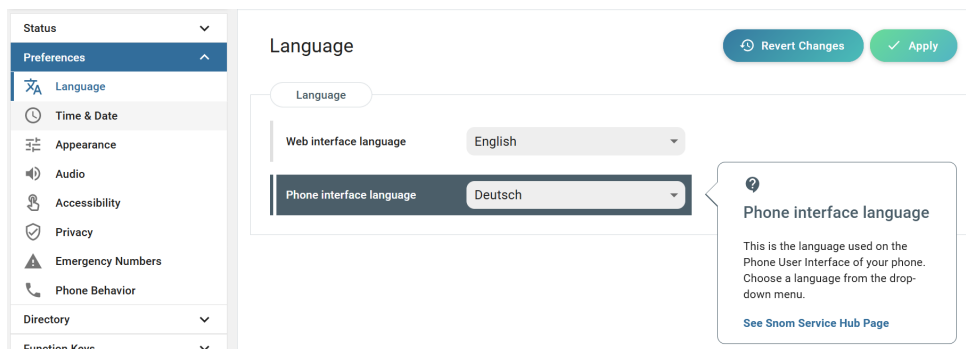 Status
Preferences
Language
Time & Date
Appearance
Audio
Accessibility
Privacy
Emergency Numbers
Phone Behavior
Directory
Function Keys
Language
Revert Changes
Apply
Language
Web interface language
English
Phone interface language
Deutsch
Phone interface language
This is the language used on the
Phone User Interface of your phone.
Choose a language from the drop-
down menu.
See Snom Service Hub Page